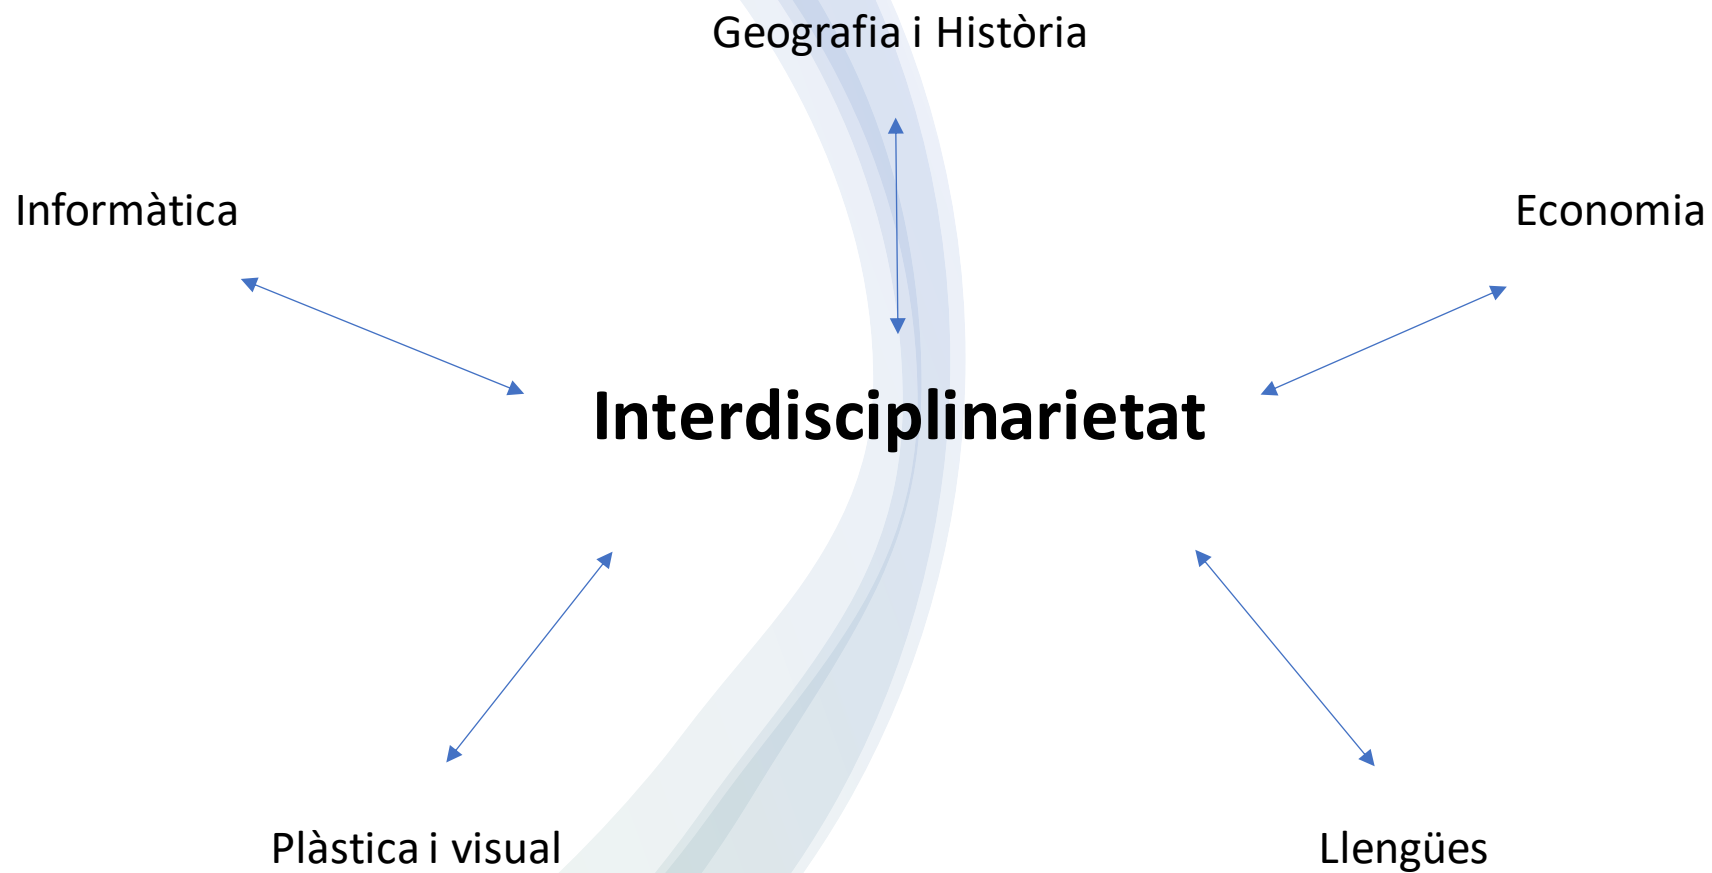 Geografia i Història
Informàtica
Economia
Interdisciplinarietat
Plàstica i visual
Llengües